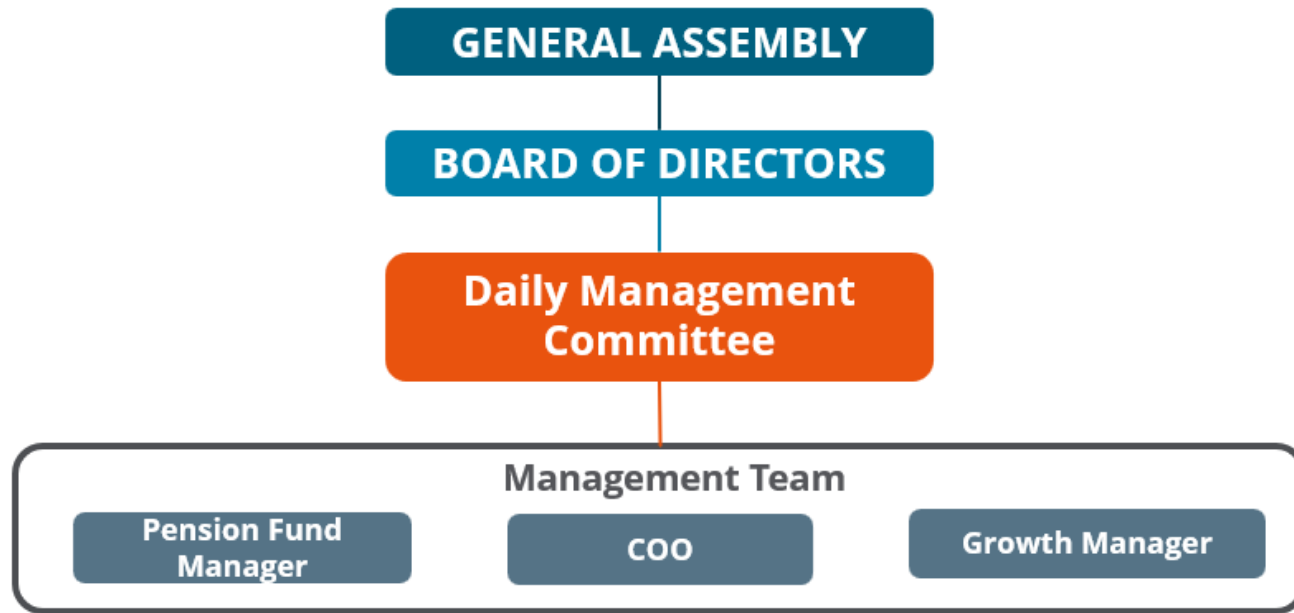 GENERAL ASSEMBLY
BOARD OF DIRECTORS
Daily Management
Committee
Management Team
Pension Fund
Manager
COO
Growth Manager